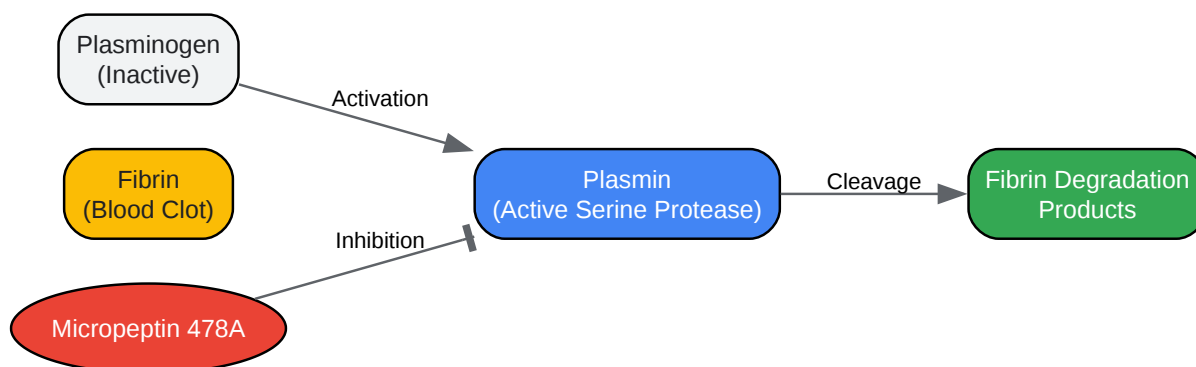 Plasminogen
(Inactive)
Activation
Fibrin
(Blood Clot)
Plasmin
(Active Serine Protease)
Cleavage
Fibrin Degradation
Products
Inhibition
Micropeptin 478A